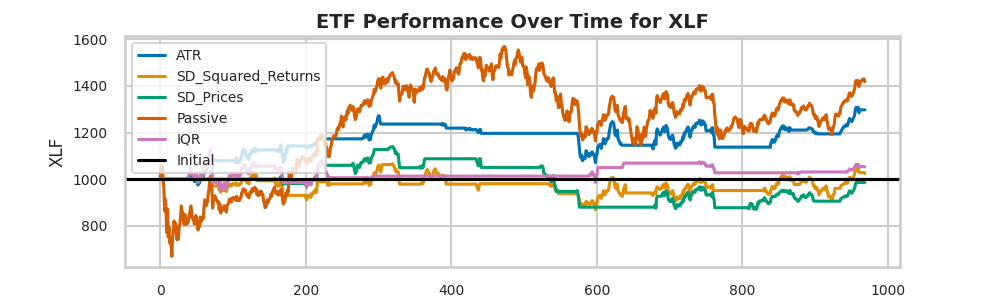 ETF Performance Over Time for XLF
1600
1400
1200
1000
800
XLF
ATR
SD_Squared_Returns
SD_Prices
Passive
IQR
Initial
0 200 400 600 800 1000